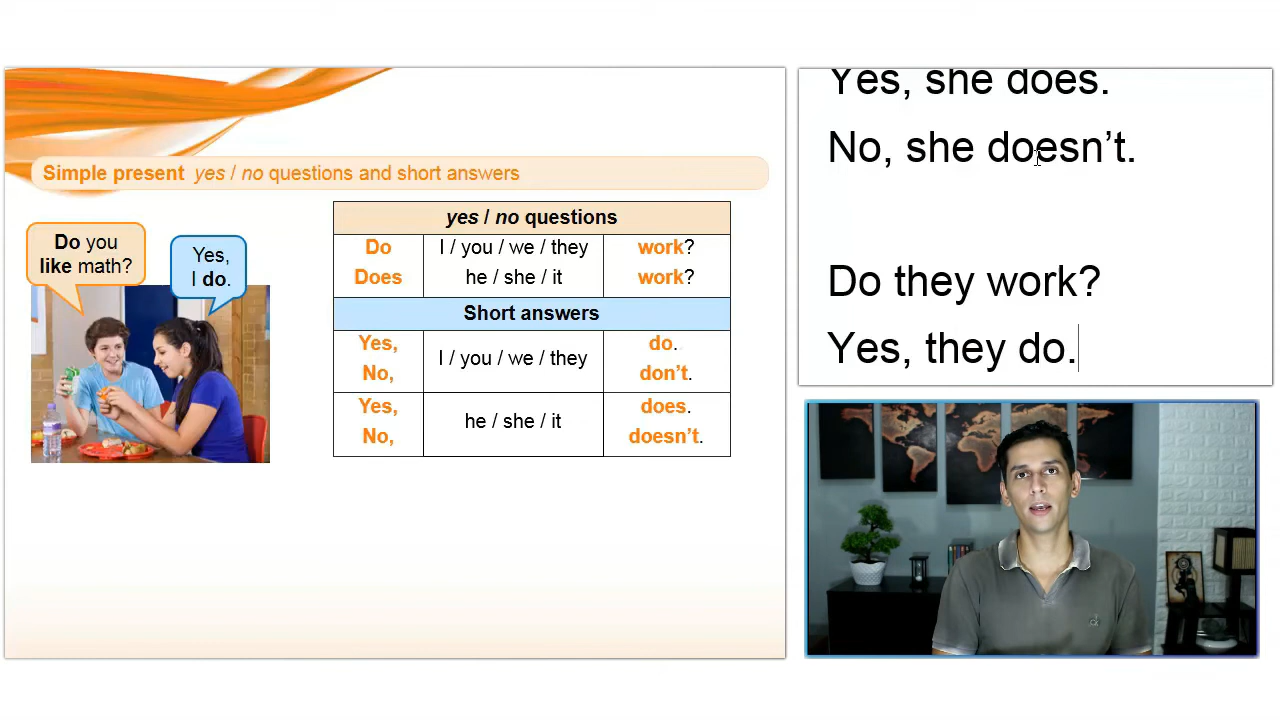 Simple present yes / no questions and short answers
Do you
like math?
Yes,
I do.
yes / no questions
Do I / you / we / they work?
Does he / she / it work?
Short answers
Yes, do.
I / you / we / they
No, don’t.
Yes, does.
he / she / it
No, doesn’t.
Yes, she does.
No, she doesn’t.
Do they work?
Yes, they do.